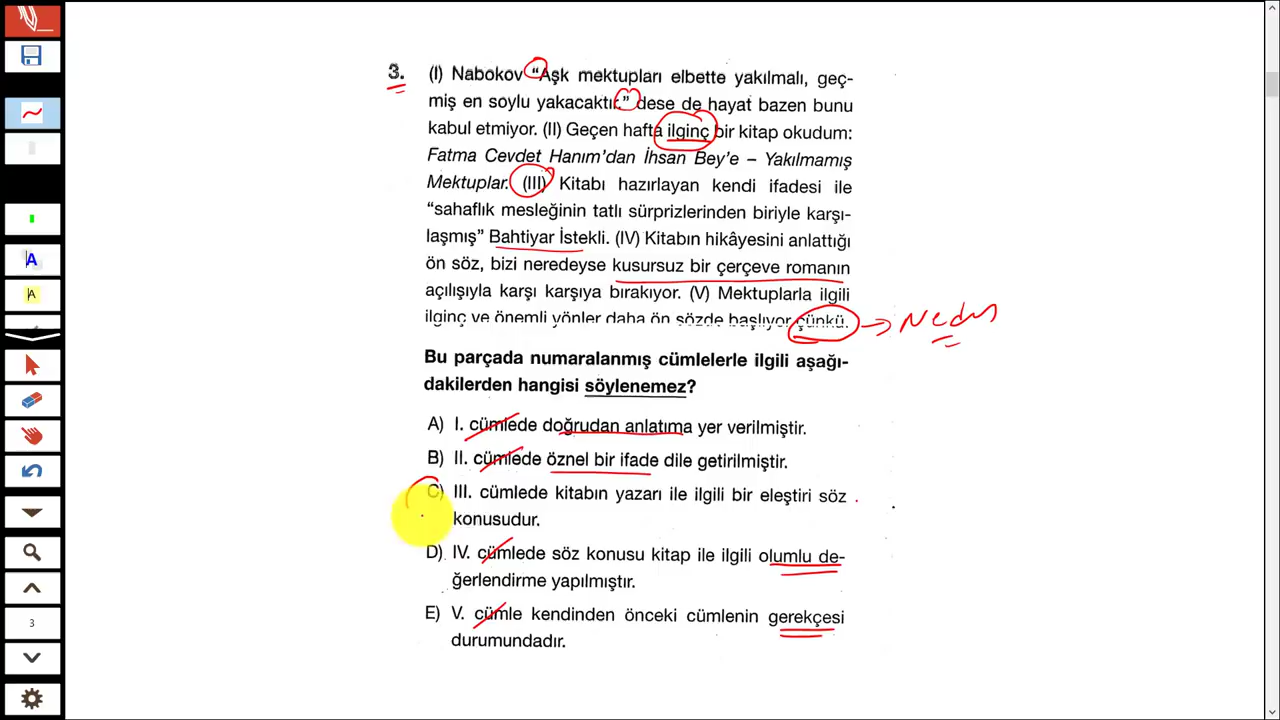 3. (I) Nabokov “Aşk mektupları elbette yakılmalı, geç-
miş en soylu yakacaktır.” dese de hayat bazen bunu
kabul etmiyor. (II) Geçen hafta ilginç bir kitap okudum:
Fatma Cevdet Hanım’dan İhsan Bey’e – Yakılmamış
Mektuplar. (III) Kitabı hazırlayan kendi ifadesi ile
“sahaflık mesleğinin tatlı sürprizlerinden biriyle karşı-
laşmış” Bahtiyar İstekli. (IV) Kitabın hikâyesini anlattığı
ön söz, bizi neredeyse kusursuz bir çerçeve romanın
açılışıyla karşı karşıya bırakıyor. (V) Mektuplarla ilgili
ilginç ve önemli yönler daha ön sözde başlıyor çünkü. Neden
Bu parçada numaralanmış cümlelerle ilgili aşağı-
dakilerden hangisi söylenemez?
A) I. cümlede doğrudan anlatıma yer verilmiştir.
B) II. cümlede öznel bir ifade dile getirilmiştir.
C) III. cümlede kitabın yazarı ile ilgili bir eleştiri söz
konusudur.
D) IV. cümlede söz konusu kitap ile ilgili olumlu de-
ğerlendirme yapılmıştır.
E) V. cümle kendinden önceki cümlenin gerekçesi
durumundadır.
A
A
3